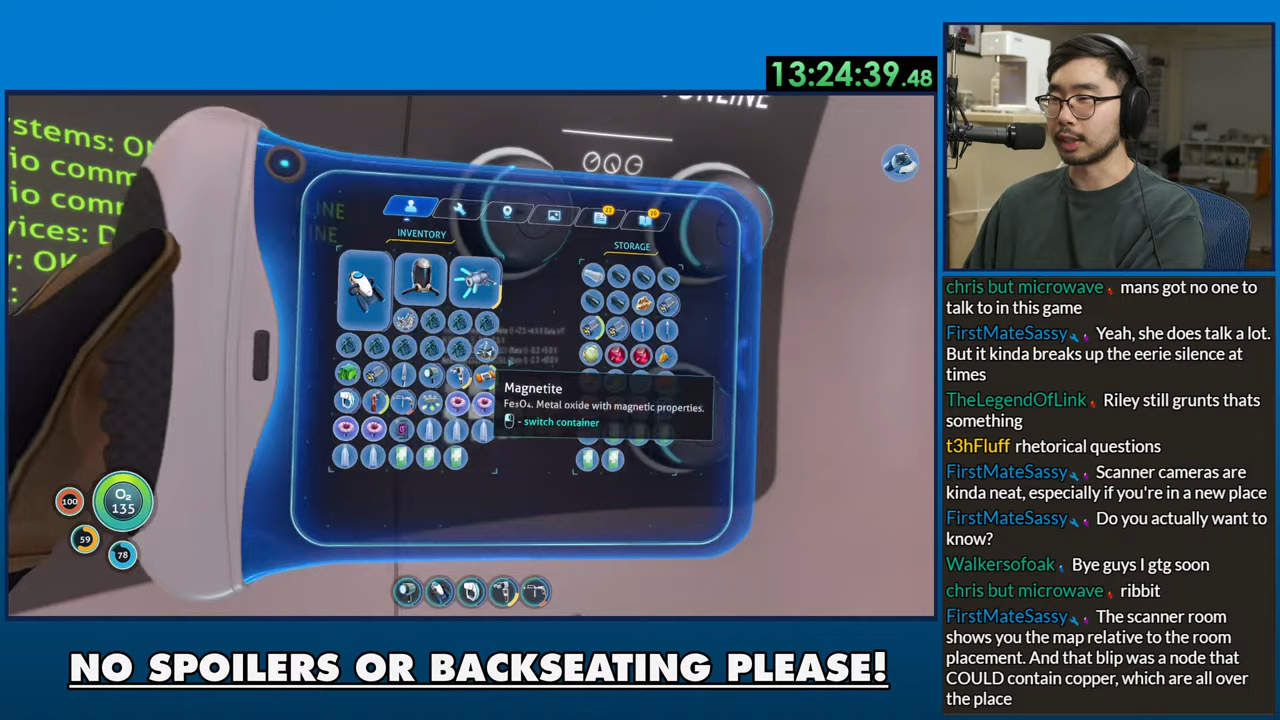 13:24:39.48
ONLINE
stems: O
io comm
io comm
vices: D
: OK
INE
NE
INVENTORY
STORAGE
Magnetite
Fe₃O₄. Metal oxide with magnetic properties.
- switch container
O₂
135
100
59
78
NO SPOILERS OR BACKSEATING PLEASE!
chris but microwave mans got no one to
talk to in this game
FirstMateSassy Yeah, she does talk a lot.
But it kinda breaks up the eerie silence at
times
TheLegendOfLink Riley still grunts thats
something
t3hFluff rhetorical questions
FirstMateSassy Scanner cameras are
kinda neat, especially if you're in a new place
FirstMateSassy Do you actually want to
know?
Walkersofoak Bye guys I gtg soon
chris but microwave ribbit
FirstMateSassy The scanner room
shows you the map relative to the room
placement. And that blip was a node that
COULD contain copper, which are all over
the place